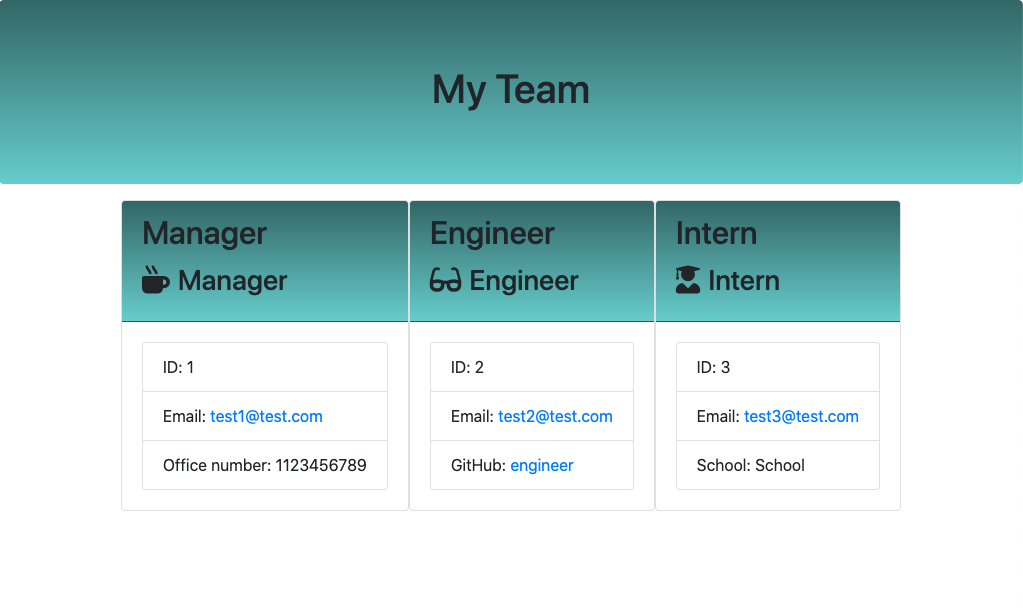 My Team
Manager
Manager
ID: 1
Email: test1@test.com
Office number: 1123456789
Engineer
Engineer
ID: 2
Email: test2@test.com
GitHub: engineer
Intern
Intern
ID: 3
Email: test3@test.com
School: School